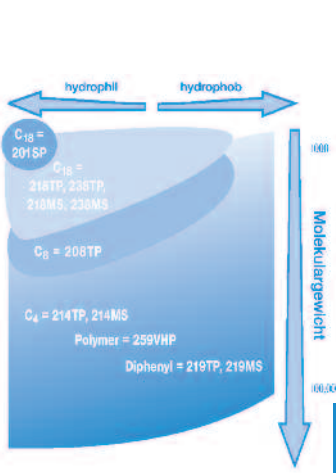 hydrophil hydrophob
C18 =
201SP
C18 =
218TP, 238TP,
218MS, 238MS
C8 = 208TP
C4 = 214TP, 214MS
Polymer = 259VHP
Diphenyl = 219TP, 219MS
Molekulargewicht